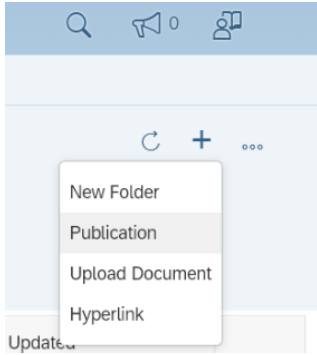 0
New Folder
Publication
Upload Document
Hyperlink
Updated